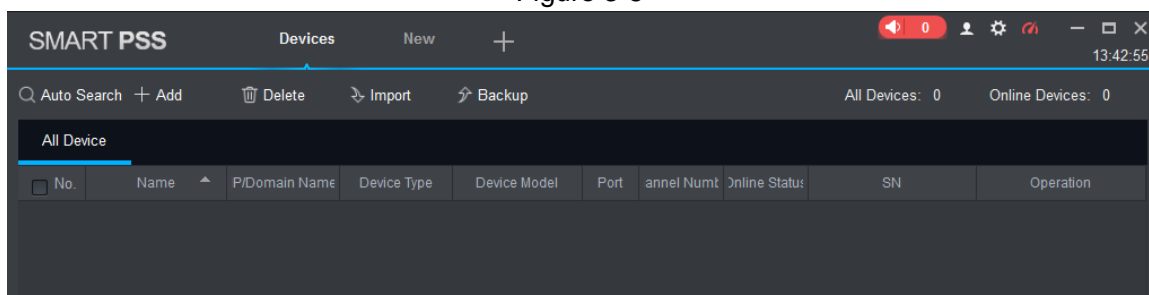 SMART PSS Devices New 0
13:42:55
Auto Search Add Delete Import Backup All Devices: 0 Online Devices: 0
All Device
No. Name P/Domain Name Device Type Device Model Port annel Numb Online Status SN Operation